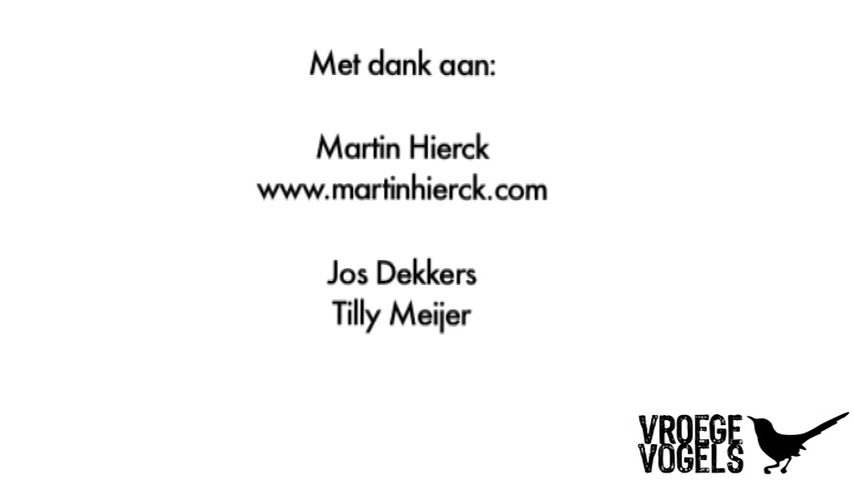 Met dank aan:
Martin Hierck
www.martinhierck.com
Jos Dekkers
Tilly Meijer
VROEGE
VOGELS